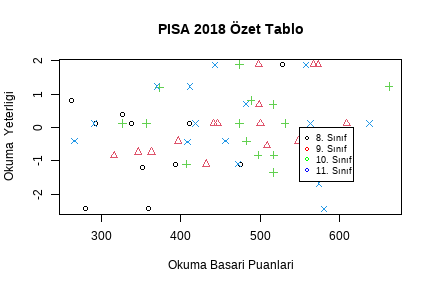 PISA 2018 Özet Tablo
Okuma Yeterligi
2
1
0
-1
-2
8. Sınıf
9. Sınıf
10. Sınıf
11. Sınıf
300 400 500 600
Okuma Basari Puanlari